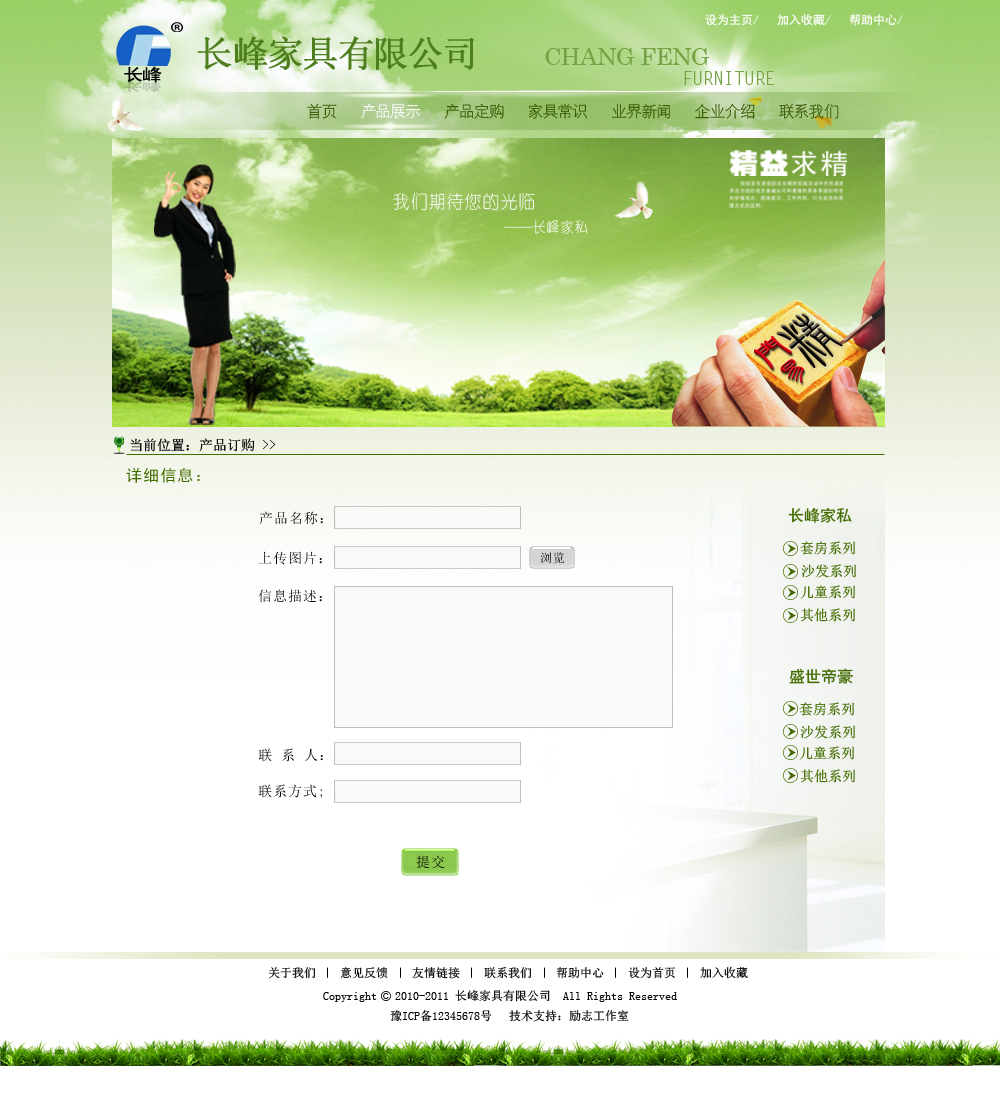 设为主页/ 加入收藏/ 帮助中心/
®
长峰
长峰家具有限公司
CHANG FENG
FURNITURE
首页 产品展示 产品定购 家具常识 业界新闻 企业介绍 联系我们
精益求精
我们期待您的光临
——长峰家私
精
当前位置：产品订购 >>
详细信息：
产品名称：
上传图片： 浏览
信息描述：
联 系 人：
联系方式；
提交
长峰家私
套房系列
沙发系列
儿童系列
其他系列
盛世帝豪
套房系列
沙发系列
儿童系列
其他系列
关于我们 | 意见反馈 | 友情链接 | 联系我们 | 帮助中心 | 设为首页 | 加入收藏
Copyright © 2010-2011 长峰家具有限公司 All Rights Reserved
豫ICP备12345678号 技术支持：励志工作室